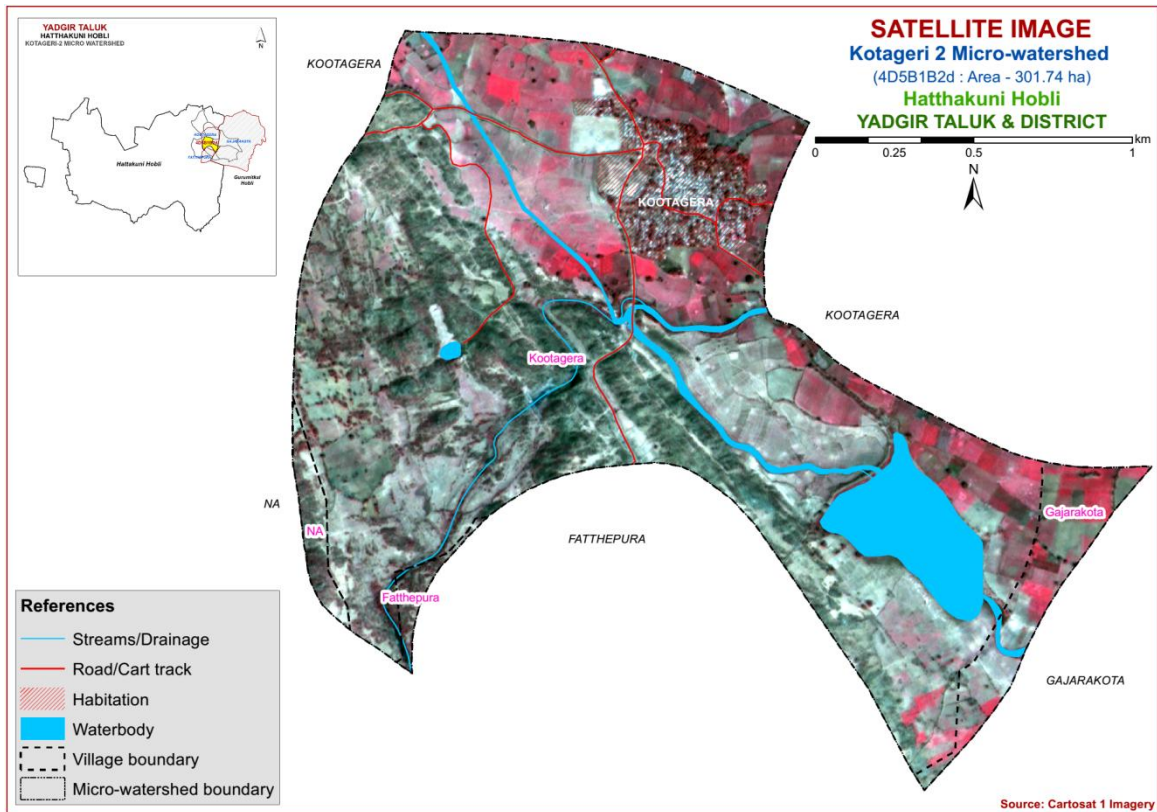 YADGIR TALUK
HATTHAKUNI HOBLI
KOTAGERI-2 MICRO WATERSHED
N
Hattakuni Hobli
Gurumitkul
Hobli
SATELLITE IMAGE
Kotageri 2 Micro-watershed
(4D5B1B2d : Area - 301.74 ha)
Hatthakuni Hobli
YADGIR TALUK & DISTRICT
km
0 0.25 0.5 1
N
KOOTAGERA
KOOTAGERA
KOOTAGERA
Kootagera
NA
NA
FATTHEPURA
Gajarakota
Fatthepura
GAJARAKOTA
References
Streams/Drainage
Road/Cart track
Habitation
Waterbody
Village boundary
Micro-watershed boundary
Source: Cartosat 1 Imagery